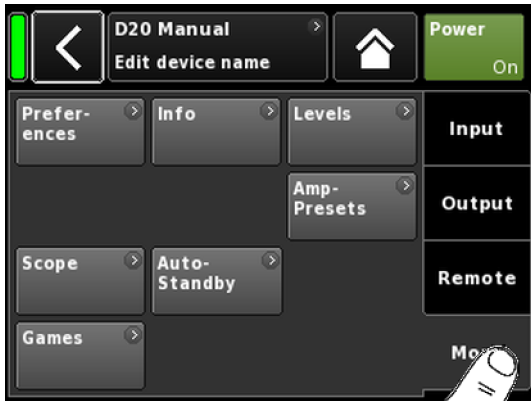 D20 Manual
Edit device name
Power
On
Prefer-
ences
Info
Levels
Input
Amp-
Presets
Output
Scope
Auto-
Standby
Remote
Games